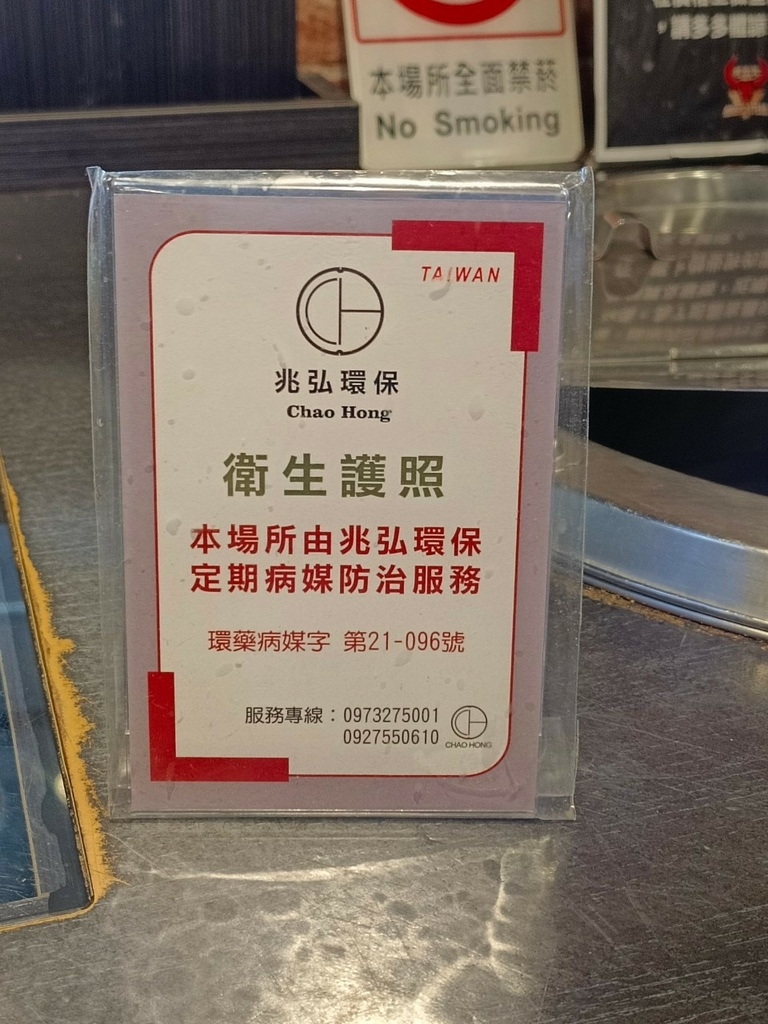 本場所全面禁菸
No Smoking
TAIWAN
兆弘環保
Chao Hong
衛生護照
本場所由兆弘環保
定期病媒防治服務
環藥病媒字 第21-096號
服務專線：0973275001
0927550610
CHAO HONG